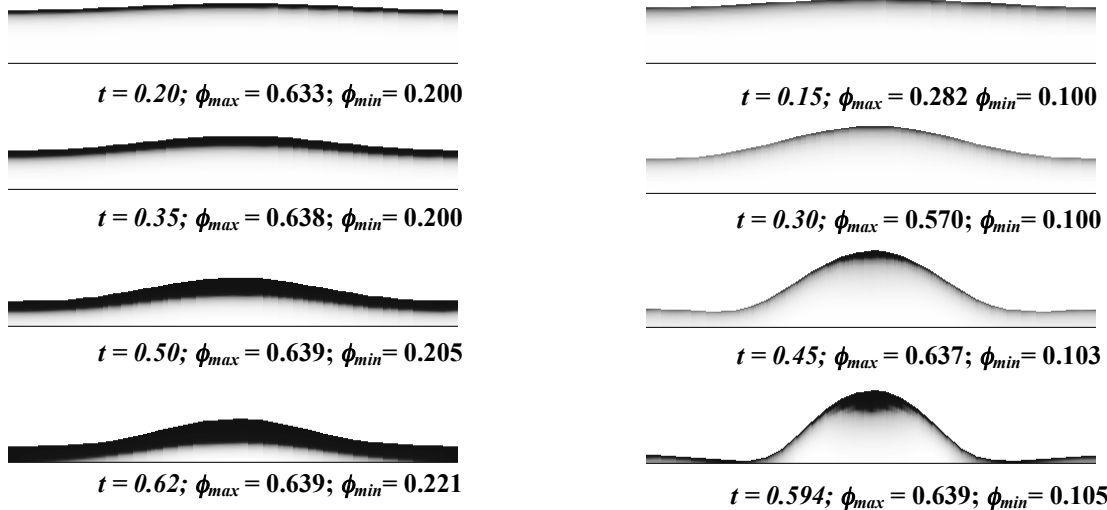 t = 0.20; ϕmax = 0.633; ϕmin= 0.200
t = 0.35; ϕmax = 0.638; ϕmin= 0.200
t = 0.50; ϕmax = 0.639; ϕmin= 0.205
t = 0.62; ϕmax = 0.639; ϕmin= 0.221
t = 0.15; ϕmax = 0.282 ϕmin= 0.100
t = 0.30; ϕmax = 0.570; ϕmin= 0.100
t = 0.45; ϕmax = 0.637; ϕmin= 0.103
t = 0.594; ϕmax = 0.639; ϕmin= 0.105